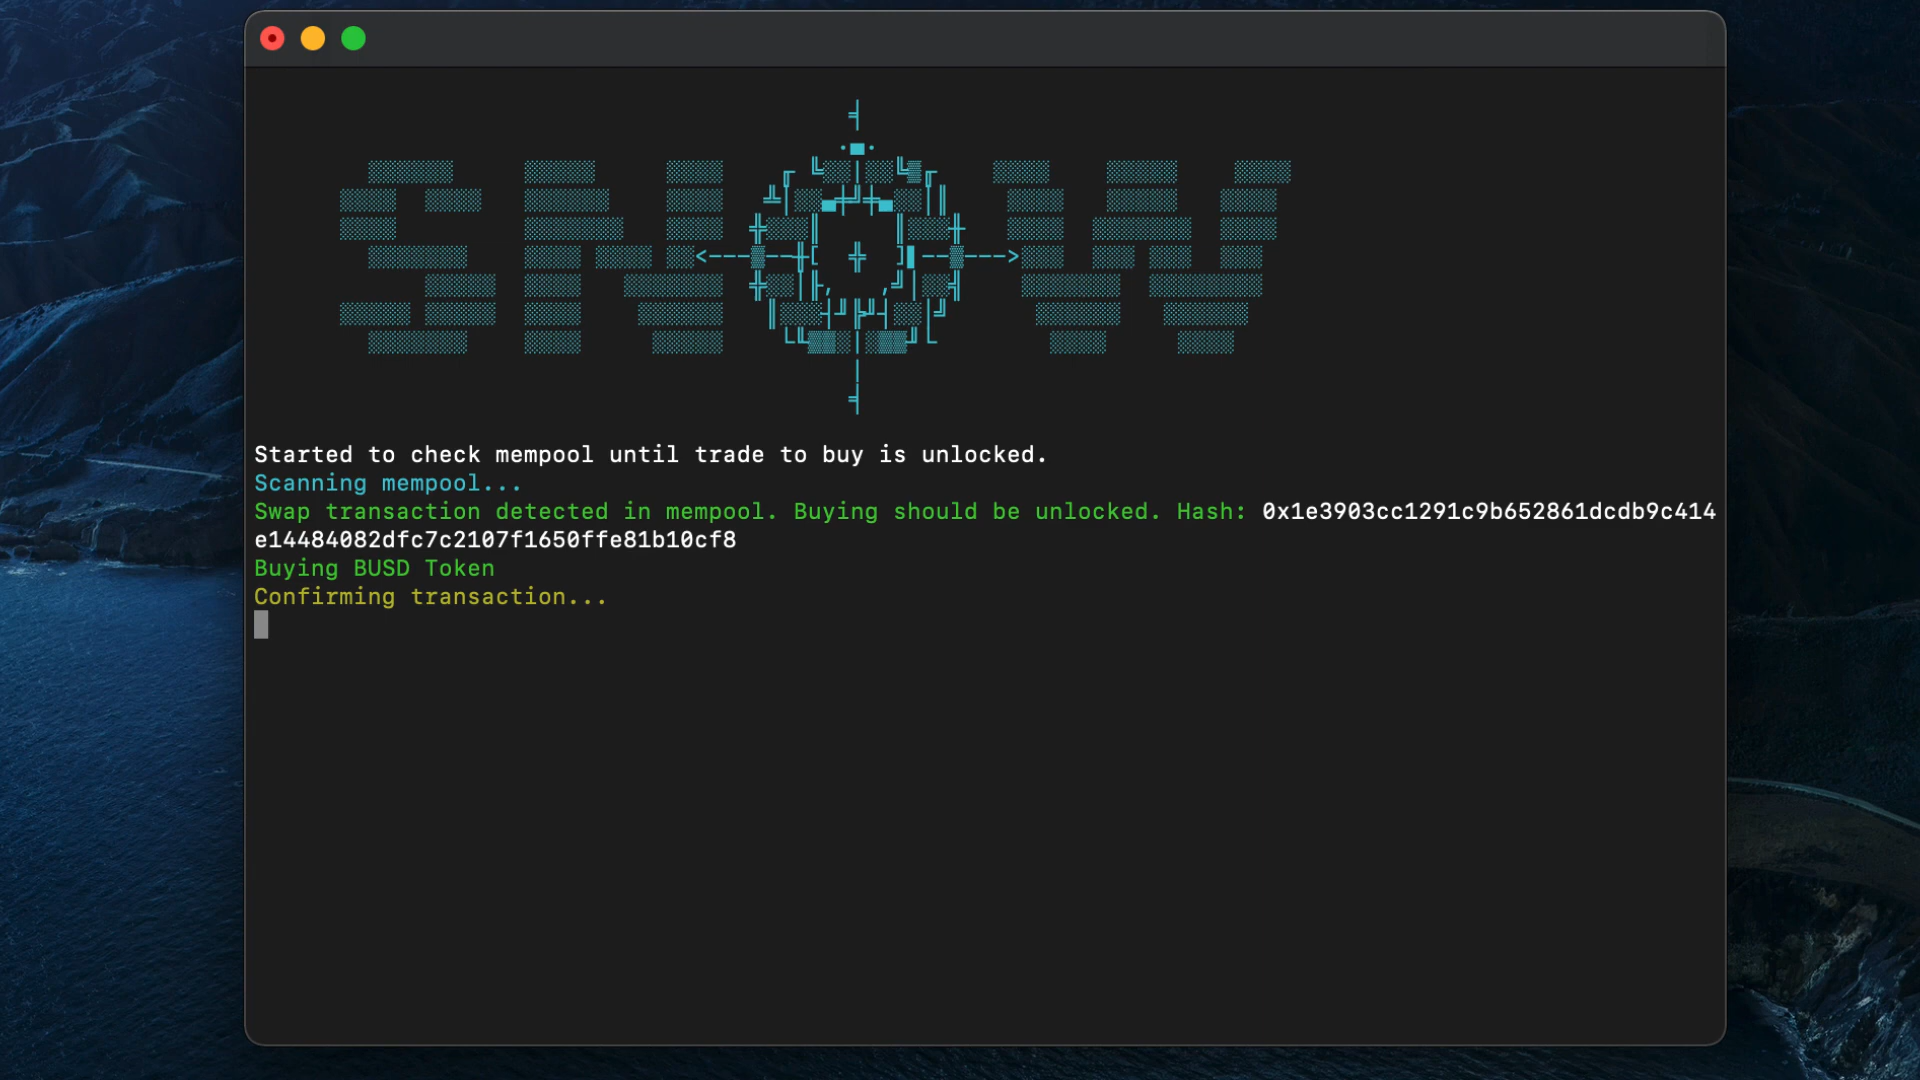 SNOW
Started to check mempool until trade to buy is unlocked.
Scanning mempool...
Swap transaction detected in mempool. Buying should be unlocked. Hash: 0x1e3903cc1291c9b652861dcdb9c414
e14484082dfc7c2107f1650ffe81b10cf8
Buying BUSD Token
Confirming transaction...